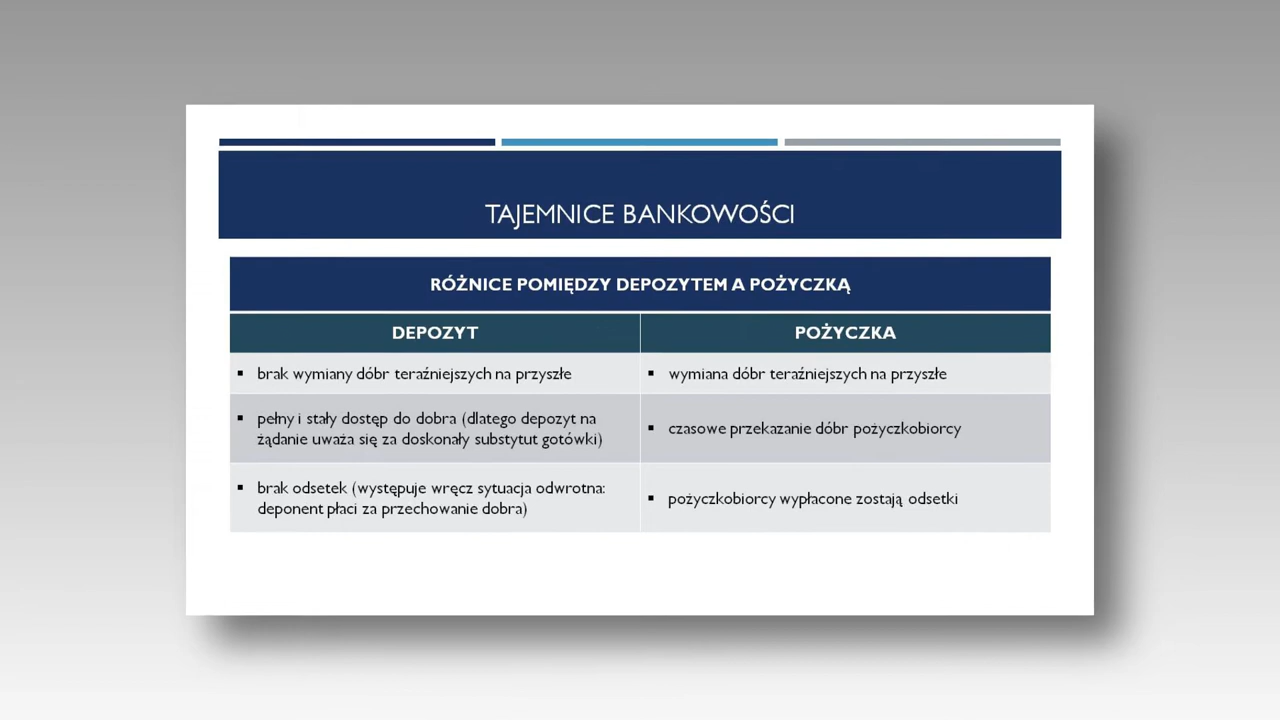 TAJEMNICE BANKOWOŚCI
RÓŻNICE POMIĘDZY DEPOZYTEM A POŻYCZKĄ
DEPOZYT
POŻYCZKA
▪ brak wymiany dóbr teraźniejszych na przyszłe
▪ wymiana dóbr teraźniejszych na przyszłe
▪ pełny i stały dostęp do dobra (dlatego depozyt na
żądanie uważa się za doskonały substytut gotówki)
▪ czasowe przekazanie dóbr pożyczkobiorcy
▪ brak odsetek (występuje wręcz sytuacja odwrotna:
deponent płaci za przechowanie dobra)
▪ pożyczkobiorcy wypłacone zostają odsetki